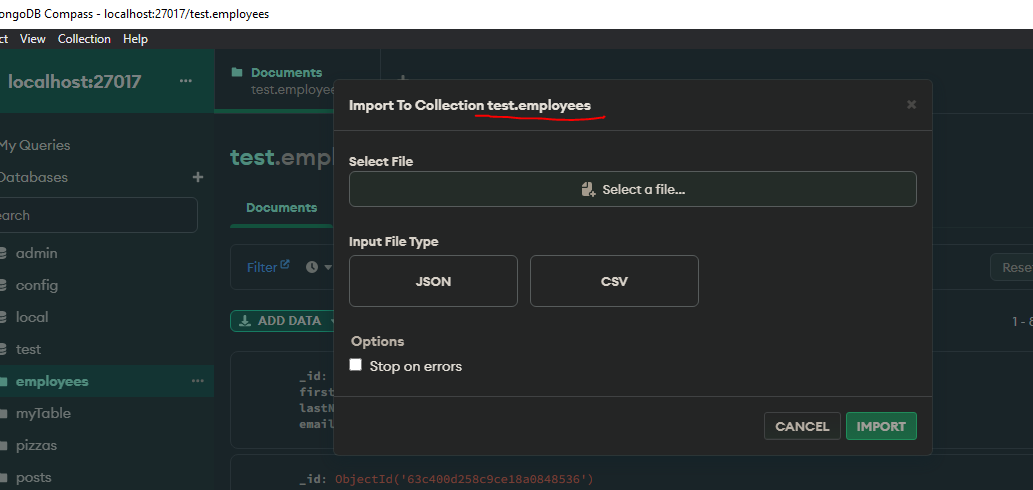 ongoDB Compass - localhost:27017/test.employees
ct View Collection Help
localhost:27017 ...
Documents
test.employee
My Queries
Databases +
earch
admin
config
local
test
employees ...
myTable
pizzas
posts
test.emp
Documents
Filter
ADD DATA
Rese
1 - 8
_id:
first
lastN
email
_id: ObjectId('63c400d258c9ce18a0848536')
Import To Collection test.employees
Select File
Select a file...
Input File Type
JSON CSV
Options
Stop on errors
CANCEL IMPORT